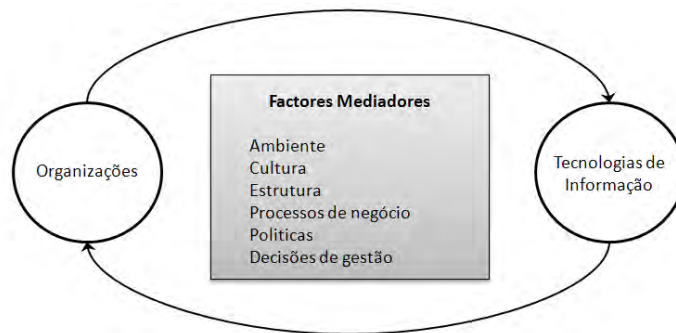 Factores Mediadores
Organizações
Ambiente
Cultura
Estrutura
Processos de negócio
Politicas
Decisões de gestão
Tecnologias de
Informação